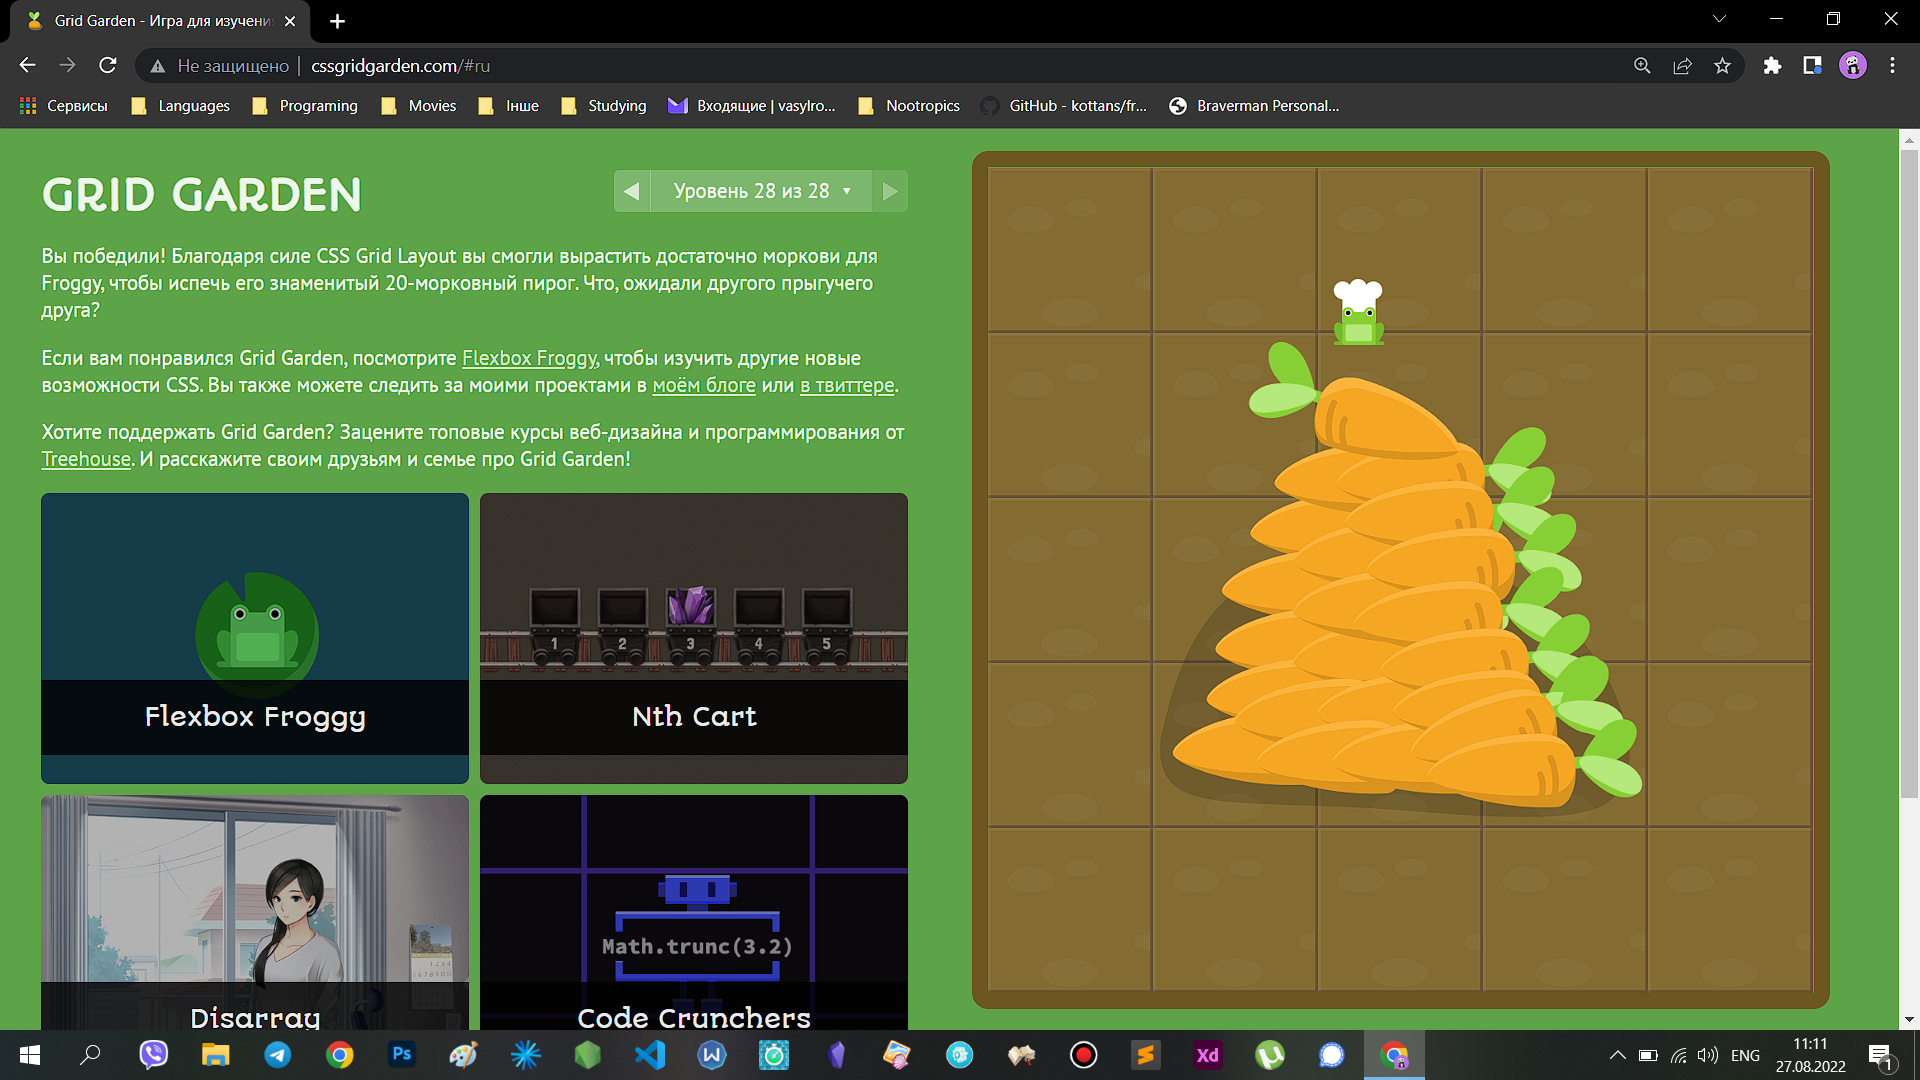 Grid Garden - Игра для изучени
Не защищено
cssgridgarden.com/#ru
Сервисы
Languages
Programing
Movies
Інше
Studying
Входящие | vasylro...
Nootropics
GitHub - kottans/fr...
Braverman Personal...
GRID GARDEN
Уровень 28 из 28
Вы победили! Благодаря силе CSS Grid Layout вы смогли вырастить достаточно моркови для
Froggy, чтобы испечь его знаменитый 20-морковный пирог. Что, ожидали другого прыгучего
друга?
Если вам понравился Grid Garden, посмотрите Flexbox Froggy, чтобы изучить другие новые
возможности CSS. Вы также можете следить за моими проектами в моём блоге или в твиттере.
Хотите поддержать Grid Garden? Зацените топовые курсы веб-дизайна и программирования от
Treehouse. И расскажите своим друзьям и семье про Grid Garden!
1 2 3 4 5
Flexbox Froggy
Nth Cart
Math.trunc(3.2)
Disarray
Code Crunchers
Ps
W
Xd
ENG
11:11
27.08.2022
1